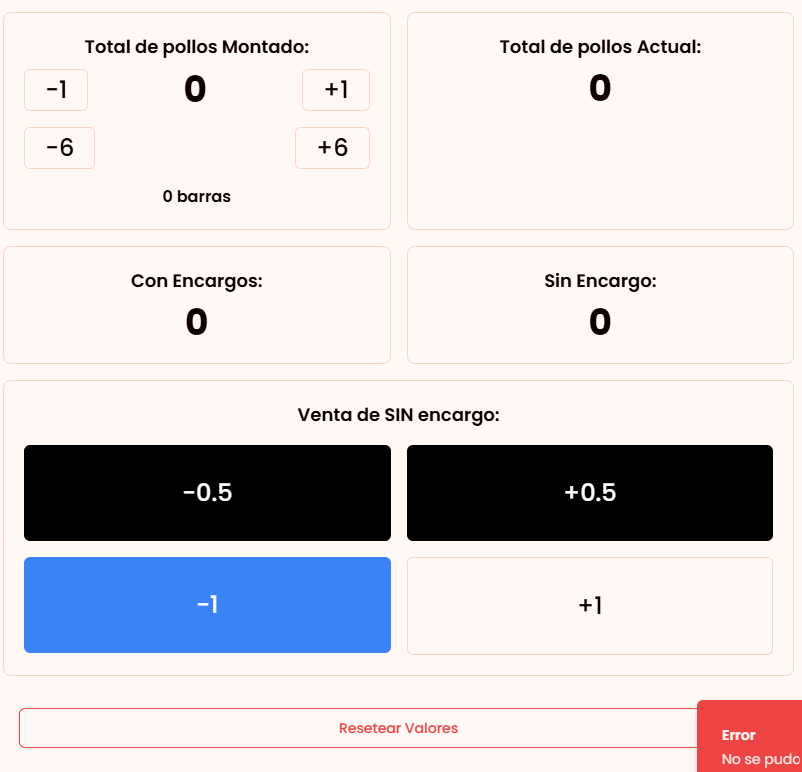 Total de pollos Montado:
-1
0
+1
-6
+6
0 barras
Total de pollos Actual:
0
Con Encargos:
0
Sin Encargo:
0
Venta de SIN encargo:
-0.5
+0.5
-1
+1
Resetear Valores
Error
No se pudo